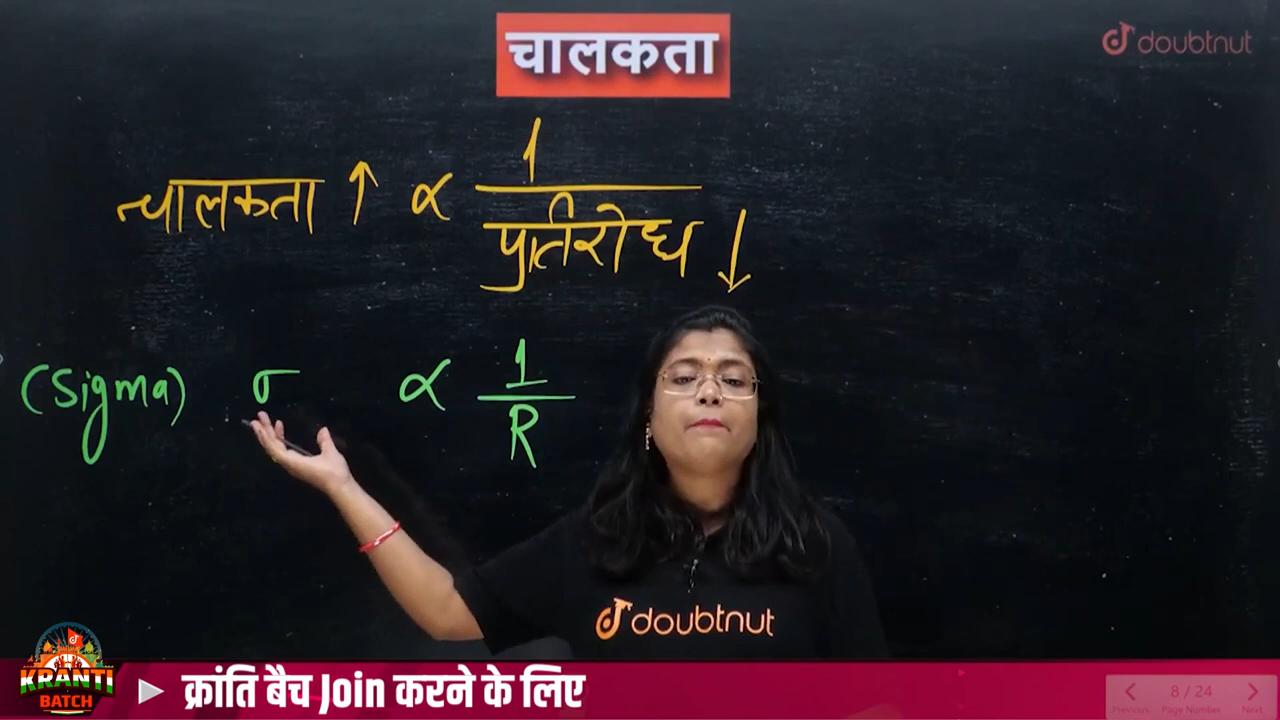 चालकता
doubtnut
चालकता ↑ ∝ 1
प्रतिरोध ↓
(Sigma) σ ∝ 1
R
doubtnut
KRANTI
BATCH
क्रांति बैच Join करने के लिए
8 / 24
Previous Page Number Next